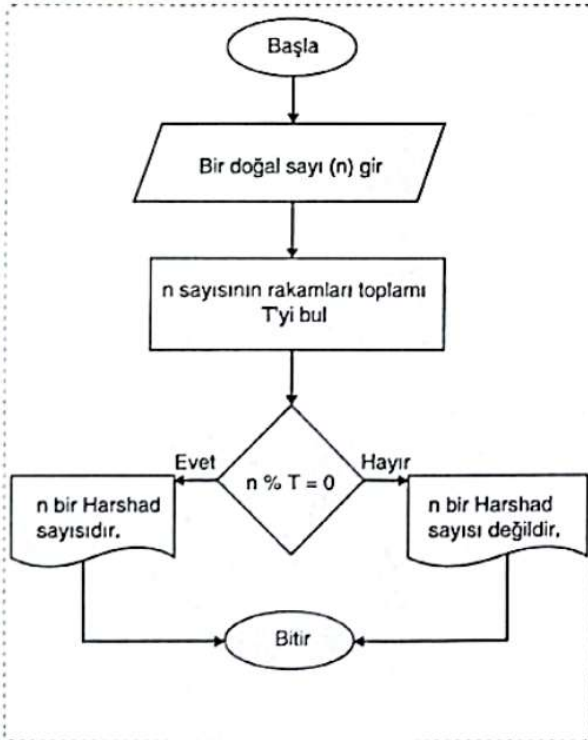 Başla
Bir doğal sayı (n) gir
n sayısının rakamları toplamı
T'yi bul
Evet
n % T = 0
Hayır
n bir Harshad
sayısıdır.
n bir Harshad
sayısı değildir.
Bitir